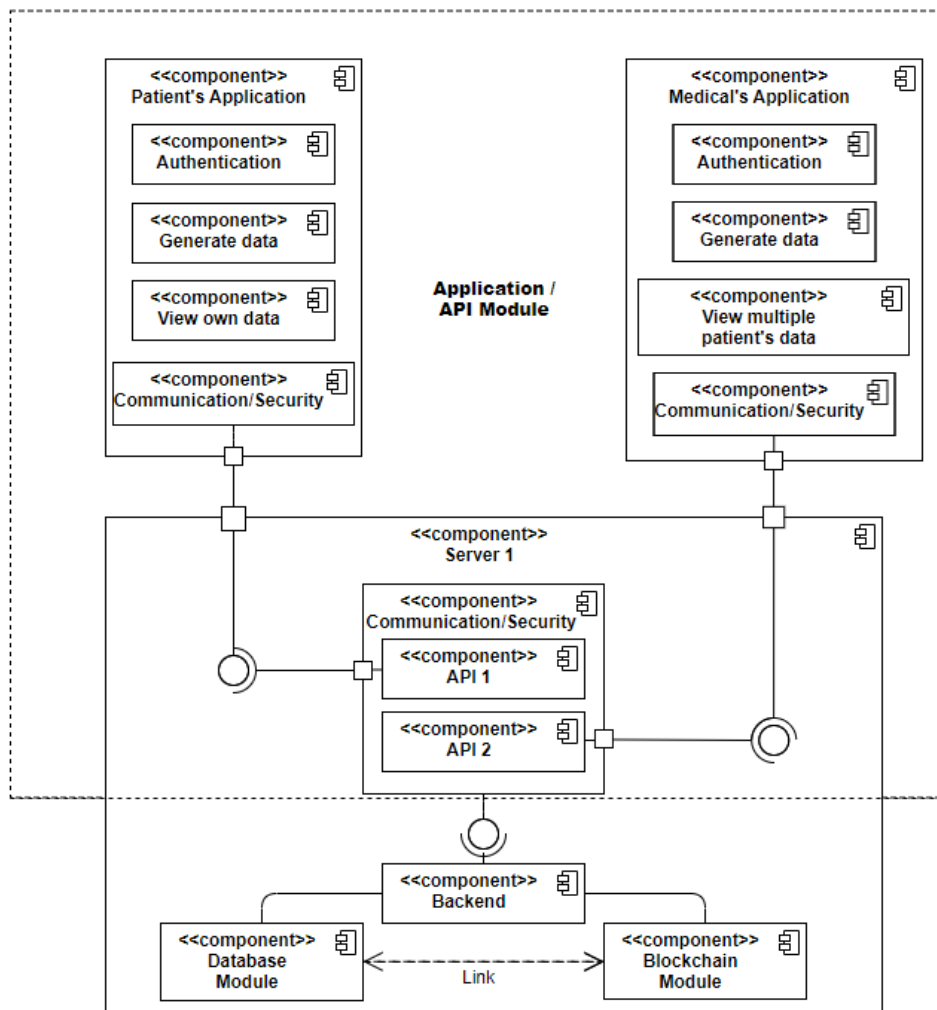 <<component>>
Patient's Application
<<component>>
Authentication
<<component>>
Generate data
<<component>>
View own data
<<component>>
Communication/Security
<<component>>
Medical's Application
<<component>>
Authentication
<<component>>
Generate data
<<component>>
View multiple
patient's data
<<component>>
Communication/Security
Application /
API Module
<<component>>
Server 1
<<component>>
Communication/Security
<<component>>
API 1
<<component>>
API 2
<<component>>
Backend
<<component>>
Database
Module
Link
<<component>>
Blockchain
Module